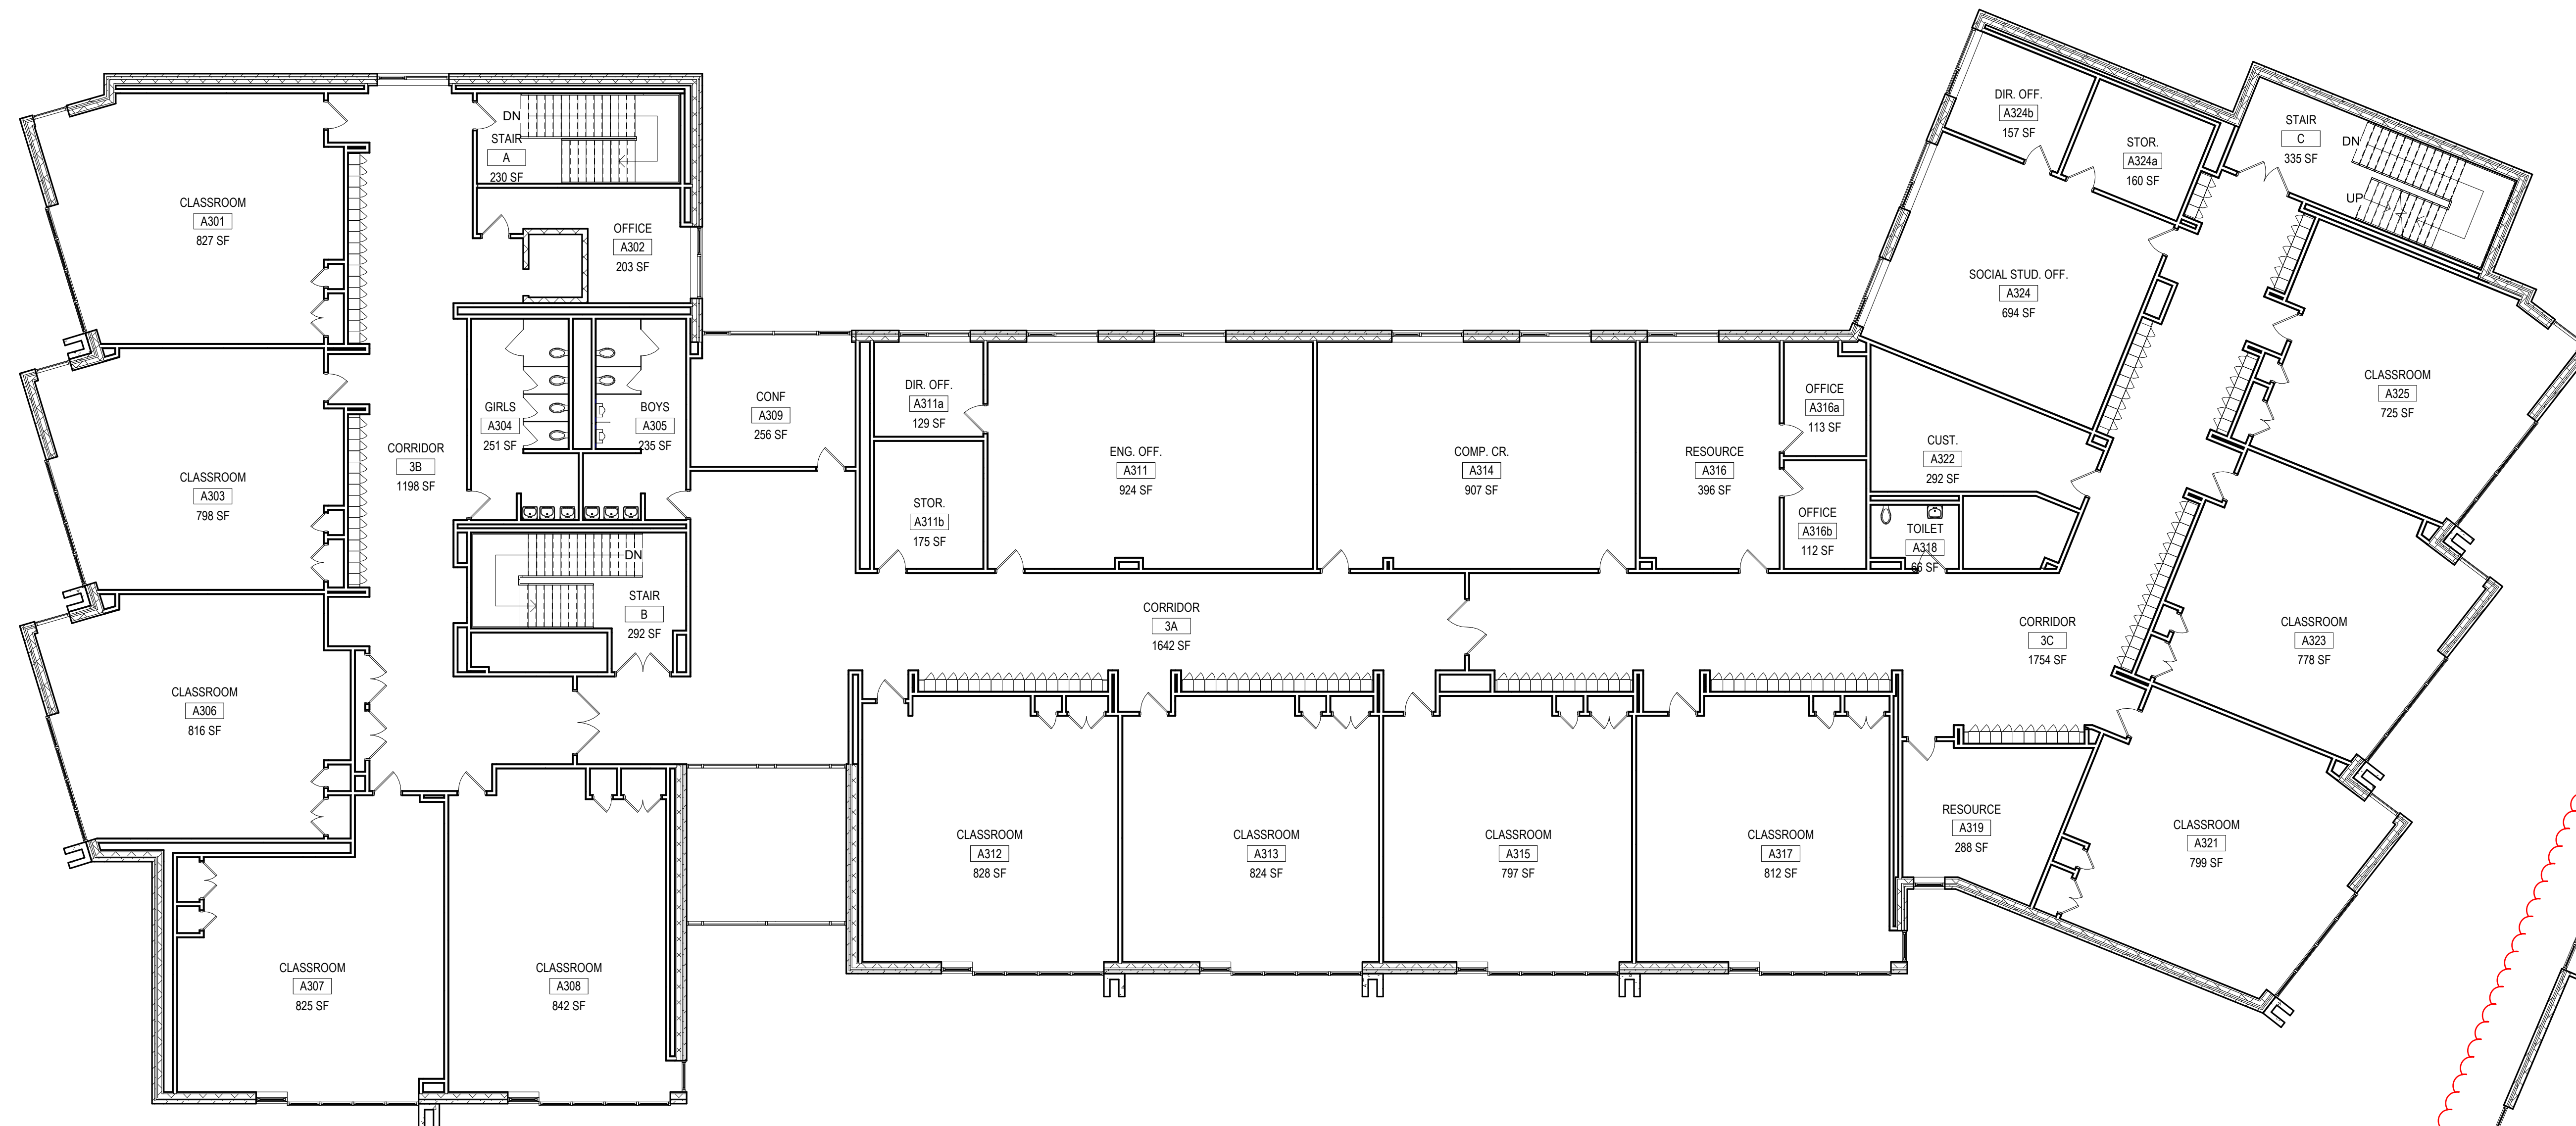 DIR. OFF.
A324b
157 SF
STOR.
A324a
160 SF
STAIR
C
335 SF
DN
UP
DN
STAIR
A
230 SF
CLASSROOM
A301
827 SF
OFFICE
A302
203 SF
SOCIAL STUD. OFF.
A324
694 SF
CLASSROOM
A325
725 SF
GIRLS
A304
251 SF
BOYS
A305
235 SF
CONF
A309
256 SF
DIR. OFF.
A311a
129 SF
OFFICE
A316a
113 SF
CORRIDOR
3B
1198 SF
CLASSROOM
A303
798 SF
ENG. OFF.
A311
924 SF
COMP. CR.
A314
907 SF
RESOURCE
A316
396 SF
CUST.
A322
292 SF
STOR.
A311b
175 SF
OFFICE
A316b
112 SF
TOILET
A318
66 SF
DN
STAIR
B
292 SF
CORRIDOR
3A
1642 SF
CORRIDOR
3C
1754 SF
CLASSROOM
A323
778 SF
CLASSROOM
A306
816 SF
CLASSROOM
A312
828 SF
CLASSROOM
A313
824 SF
CLASSROOM
A315
797 SF
CLASSROOM
A317
812 SF
RESOURCE
A319
288 SF
CLASSROOM
A321
799 SF
CLASSROOM
A307
825 SF
CLASSROOM
A308
842 SF